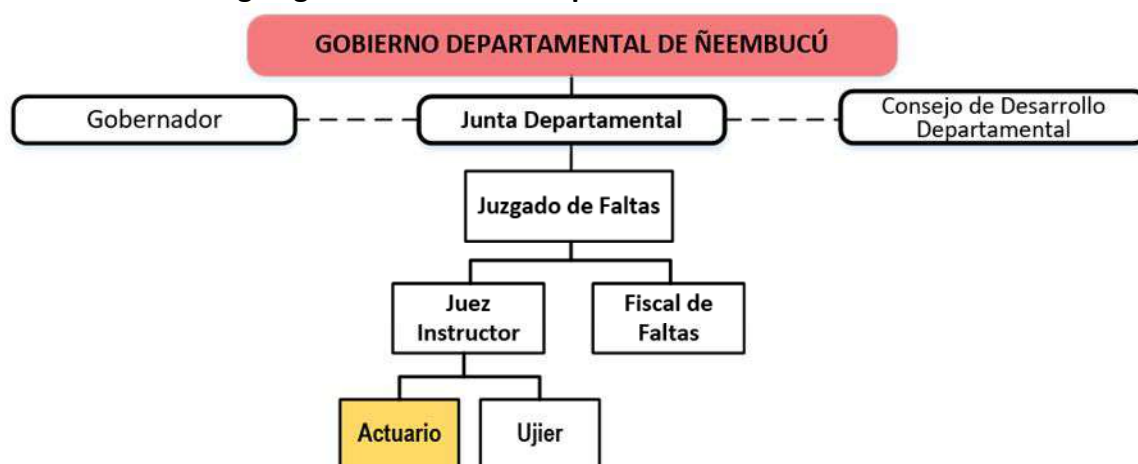 GOBIERNO DEPARTAMENTAL DE ÑEEMBUCÚ
Gobernador
Junta Departamental
Consejo de Desarrollo
Departamental
Juzgado de Faltas
Juez
Instructor
Fiscal de
Faltas
Actuario
Ujier